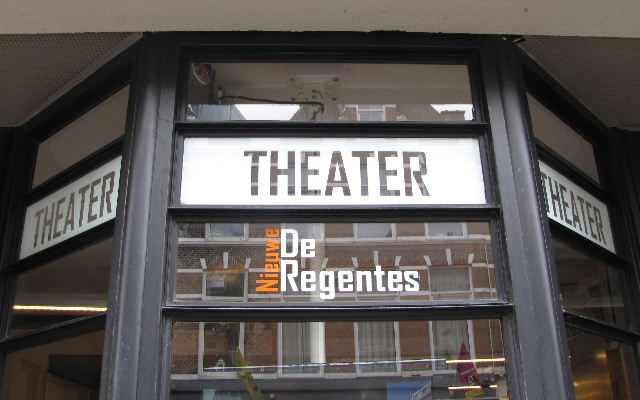 THEATER
THEATER
THEATER
Nieuwe
De
Regentes